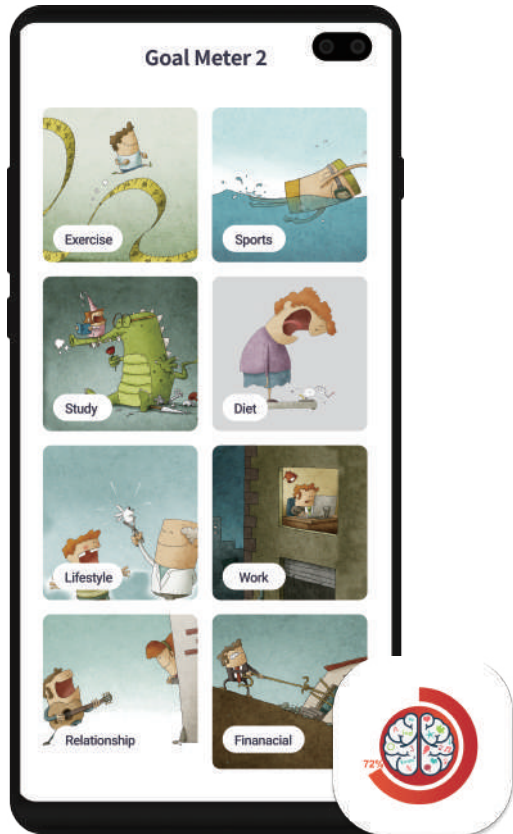 Goal Meter 2
Exercise
Sports
Study
Diet
Lifestyle
Work
Relationship
Finanacial
72%